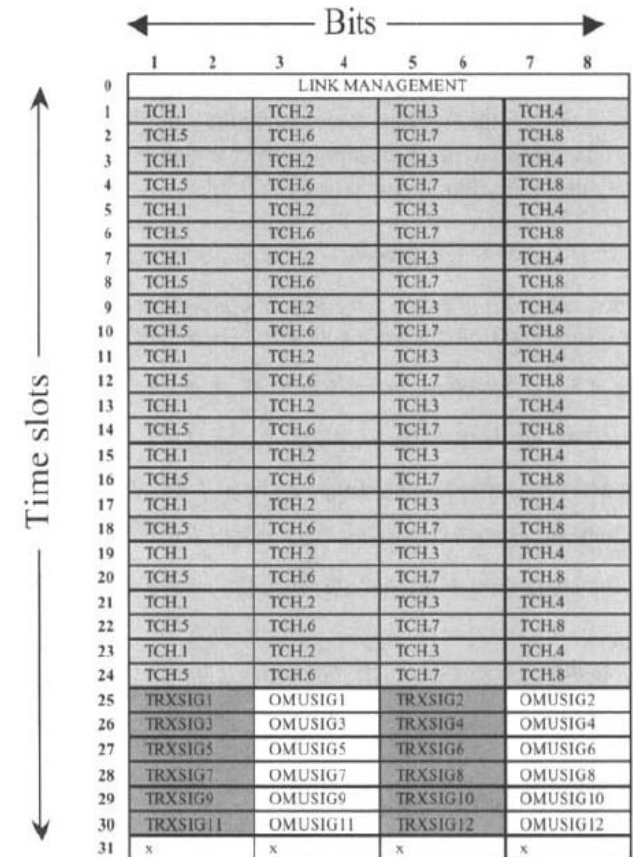 Bits
1 2 3 4 5 6 7 8
0 LINK MANAGEMENT
1 TCH.1 TCH.2 TCH.3 TCH.4
2 TCH.5 TCH.6 TCH.7 TCH.8
3 TCH.1 TCH.2 TCH.3 TCH.4
4 TCH.5 TCH.6 TCH.7 TCH.8
5 TCH.1 TCH.2 TCH.3 TCH.4
6 TCH.5 TCH.6 TCH.7 TCH.8
7 TCH.1 TCH.2 TCH.3 TCH.4
8 TCH.5 TCH.6 TCH.7 TCH.8
9 TCH.1 TCH.2 TCH.3 TCH.4
10 TCH.5 TCH.6 TCH.7 TCH.8
11 TCH.1 TCH.2 TCH.3 TCH.4
12 TCH.5 TCH.6 TCH.7 TCH.8
13 TCH.1 TCH.2 TCH.3 TCH.4
14 TCH.5 TCH.6 TCH.7 TCH.8
15 TCH.1 TCH.2 TCH.3 TCH.4
16 TCH.5 TCH.6 TCH.7 TCH.8
17 TCH.1 TCH.2 TCH.3 TCH.4
18 TCH.5 TCH.6 TCH.7 TCH.8
19 TCH.1 TCH.2 TCH.3 TCH.4
20 TCH.5 TCH.6 TCH.7 TCH.8
21 TCH.1 TCH.2 TCH.3 TCH.4
22 TCH.5 TCH.6 TCH.7 TCH.8
23 TCH.1 TCH.2 TCH.3 TCH.4
24 TCH.5 TCH.6 TCH.7 TCH.8
25 TRXSIG1 OMUSIG1 TRXSIG2 OMUSIG2
26 TRXSIG3 OMUSIG3 TRXSIG4 OMUSIG4
27 TRXSIG5 OMUSIG5 TRXSIG6 OMUSIG6
28 TRXSIG7 OMUSIG7 TRXSIG8 OMUSIG8
29 TRXSIG9 OMUSIG9 TRXSIG10 OMUSIG10
30 TRXSIG11 OMUSIG11 TRXSIG12 OMUSIG12
31 x x x x
Time slots